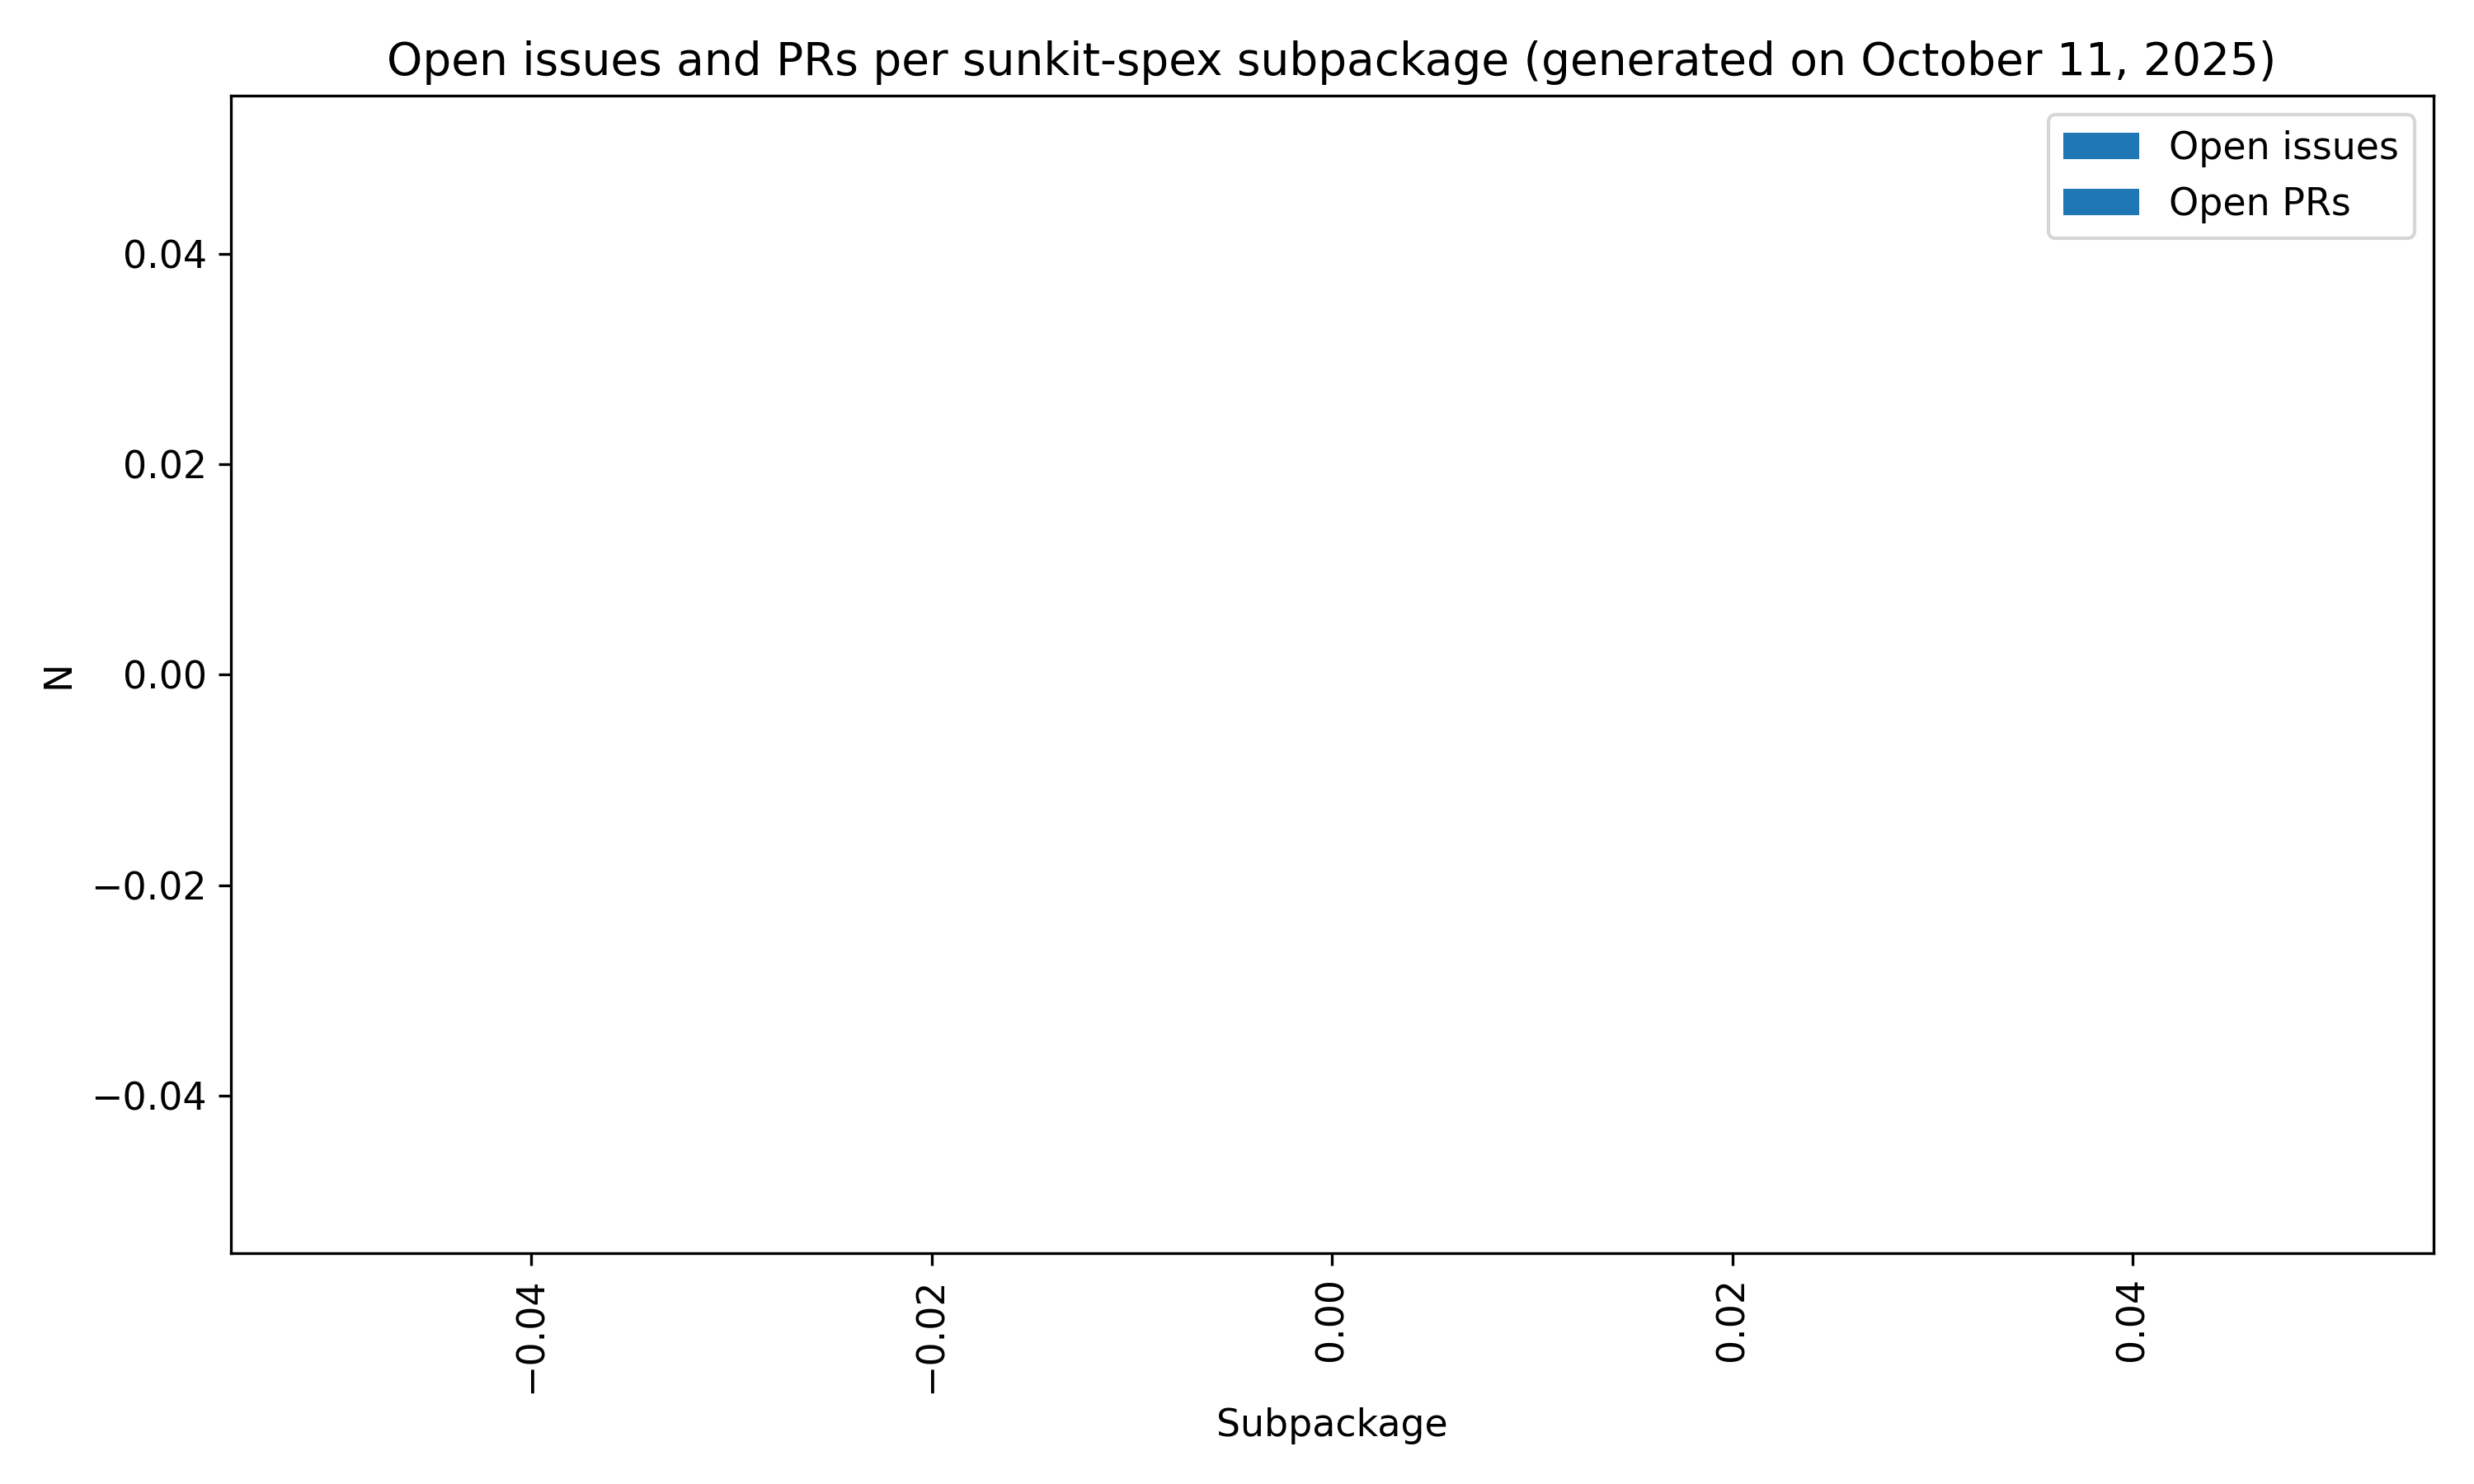 Open issues and PRs per sunkit-spex subpackage (generated on October 11, 2025)
Open issues
Open PRs
0.04
0.02
0.00
−0.02
−0.04
N
−0.04
−0.02
0.00
0.02
0.04
Subpackage